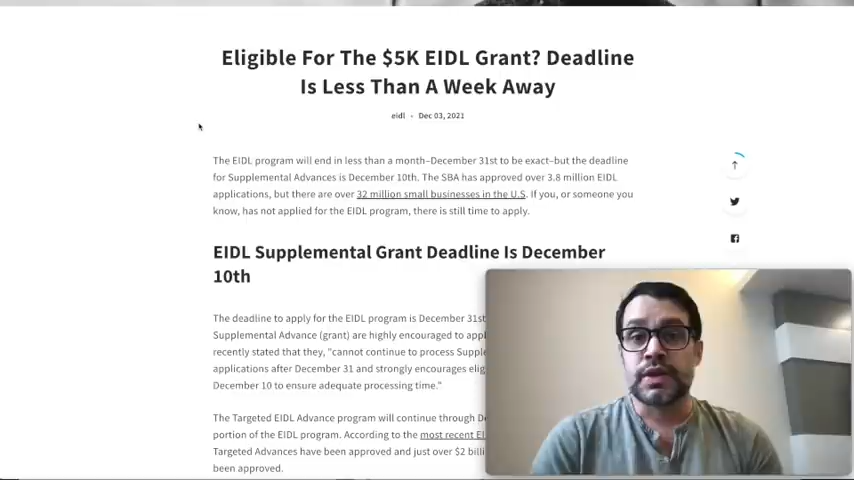 Eligible For The $5K EIDL Grant? Deadline
Is Less Than A Week Away
eidl - Dec 03, 2021
The EIDL program will end in less than a month–December 31st to be exact–but the deadline
for Supplemental Advances is December 10th. The SBA has approved over 3.8 million EIDL
applications, but there are over 32 million small businesses in the U.S. If you, or someone you
know, has not applied for the EIDL program, there is still time to apply.
EIDL Supplemental Grant Deadline Is December
10th
The deadline to apply for the EIDL program is December 31st
Supplemental Advance (grant) are highly encouraged to
recently stated that they, "cannot continue to process
applications after December 31 and strongly encourages
December 10 to ensure adequate processing time."
The Targeted EIDL Advance program will continue through
portion of the EIDL program. According to the most recent
Targeted Advances have been approved and just over $2
been approved.